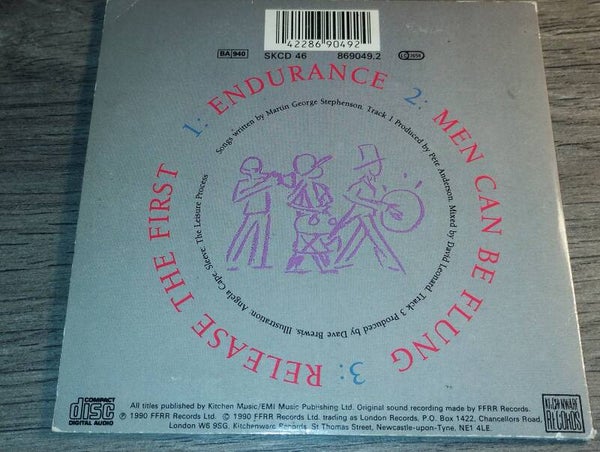 42286 90492
BA 940
SKCD 46
869049.2
LC
1: ENDURANCE
2: MEN CAN BE FLUNG
3: RELEASE THE FIRST
Songs written by Martin George Stephenson. Track 1 Produced by Pete Anderson. Mixed by David Leonard. Track 3 Produced by Dave Brewis. Illustration, Angela Cape. Sleeve, The Leisure Process
COMPACT
disc
DIGITAL AUDIO
All titles published by Kitchen Music/EMI Music Publishing Ltd. Original sound recording made by FFRR Records.
℗ 1990 FFRR Records Ltd. © 1990 FFRR Records Ltd. trading as London Records. P.O. Box 1422, Chancellors Road,
London W6 9SG. Kitchenware Records. St Thomas Street, Newcastle-upon-Tyne, NE1 4LE.
KITCHENWARE
RECORDS